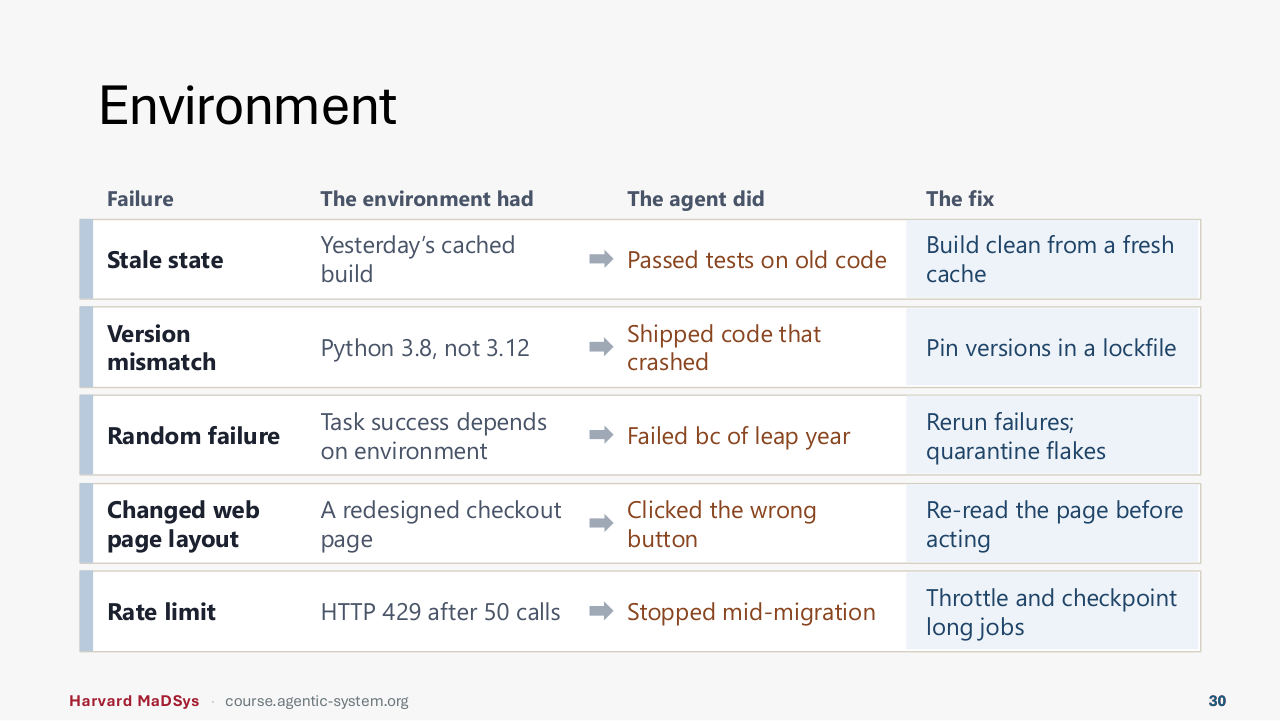 Environment
Failure
The environment had
The agent did
The fix
Stale state
Yesterday’s cached
build
Passed tests on old code
Build clean from a fresh
cache
Version
mismatch
Python 3.8, not 3.12
Shipped code that
crashed
Pin versions in a lockfile
Random failure
Task success depends
on environment
Failed bc of leap year
Rerun failures;
quarantine flakes
Changed web
page layout
A redesigned checkout
page
Clicked the wrong
button
Re-read the page before
acting
Rate limit
HTTP 429 after 50 calls
Stopped mid-migration
Throttle and checkpoint
long jobs
Harvard MaDSys · course.agentic-system.org
30